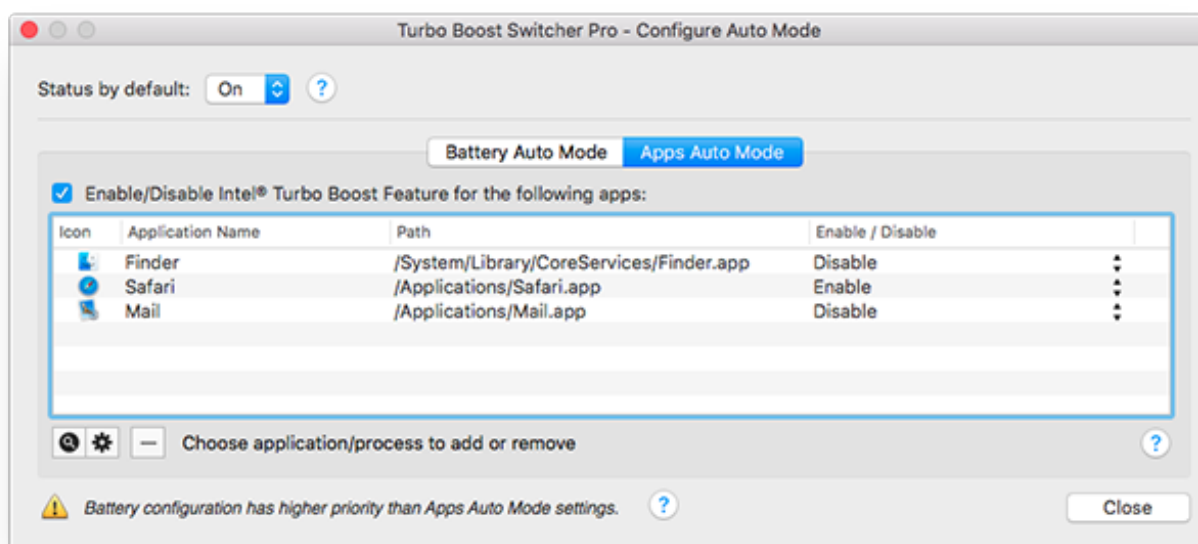 Turbo Boost Switcher Pro - Configure Auto Mode
Status by default: On ?
Battery Auto Mode Apps Auto Mode
Enable/Disable Intel® Turbo Boost Feature for the following apps:
Icon Application Name Path Enable / Disable
Finder /System/Library/CoreServices/Finder.app Disable
Safari /Applications/Safari.app Enable
Mail /Applications/Mail.app Disable
Choose application/process to add or remove ?
Battery configuration has higher priority than Apps Auto Mode settings. ? Close